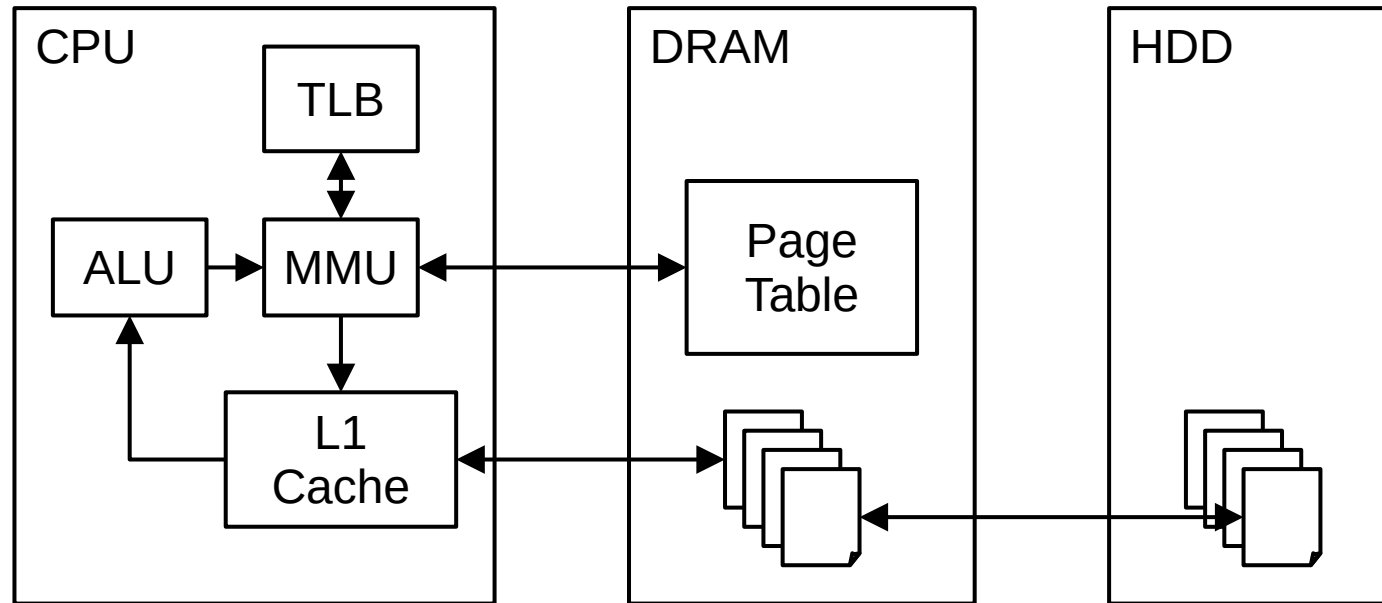 CPU
DRAM
HDD
TLB
ALU
MMU
Page
Table
L1
Cache